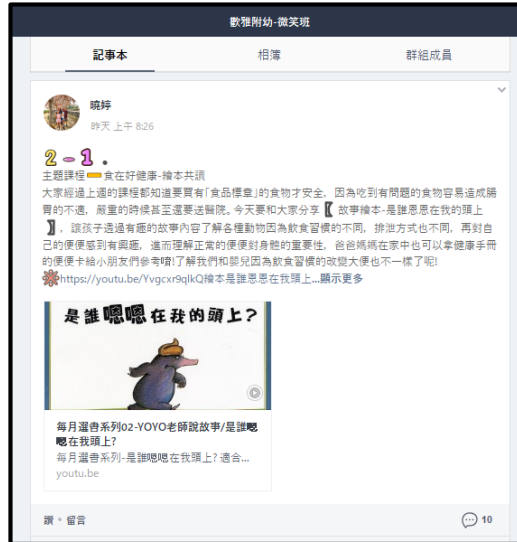 歡雅附幼-微笑班
記事本 相簿 群組成員
曉婷
昨天 上午 8:26
2-1.
主題課程 食在好健康-繪本共讀
大家經過上週的課程都知道要買有「食品標章」的食物才安全，因為吃到有問題的食物容易造成腸
胃的不適，嚴重的時候甚至還要送醫院。今天要和大家分享【 故事繪本-是誰恩恩在我的頭上
】，讓孩子透過有趣的故事內容了解各種動物因為飲食習慣的不同，排泄方式也不同，再對自
己的便便感到有興趣，進而理解正常的便便對身體的重要性，爸爸媽媽在家中也可以拿健康手冊
的便便卡給小朋友們參考唷!了解我們和嬰兒因為飲食習慣的改變大便也不一樣了呢!
https://youtu.be/Yvgcxr9qlkQ繪本是誰恩恩在我頭上...顯示更多
是誰嗯嗯在我的頭上?
每月選書系列02-YOYO老師說故事/是誰嗯
嗯在我頭上?
每月選書系列-是誰嗯嗯在我頭上? 適合...
youtu.be
讚 • 留言 10